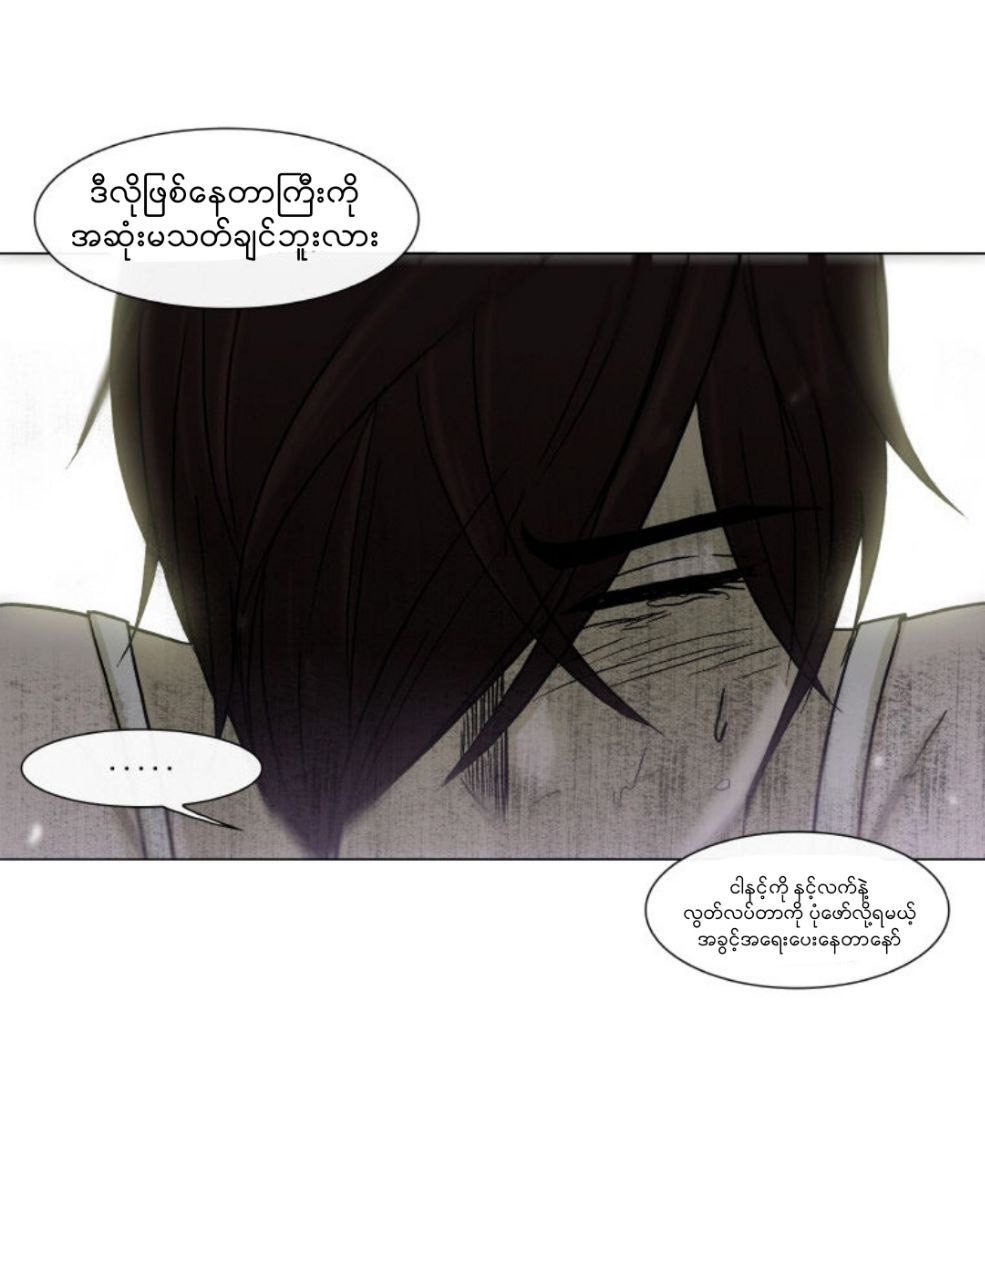 ဒီလိုဖြစ်နေတာကြီးကို
အဆုံးမသတ်ချင်ဘူးလား
.....
ငါနင့်ကို နင့်လက်နဲ့
လွတ်လပ်တာကို ပုံဖော်လို့ရမယ့်
အခွင့်အရေးပေးနေတာနော်